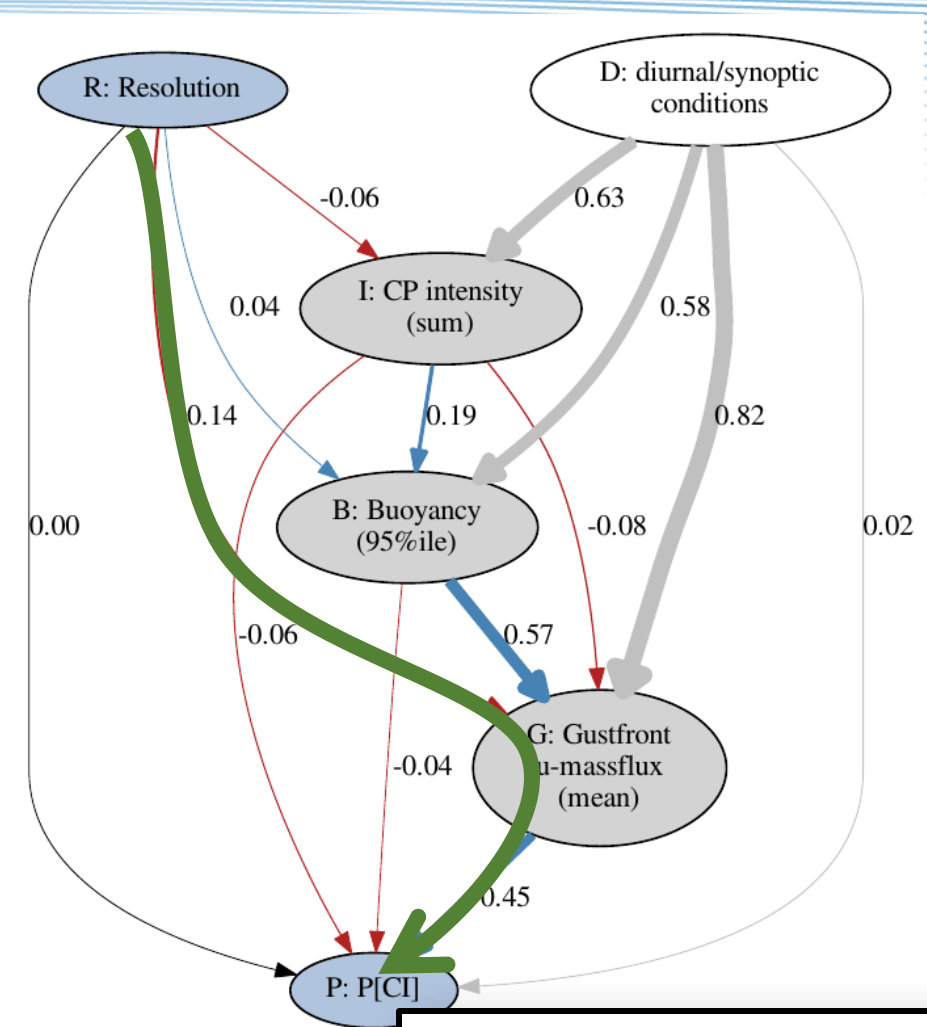 R: Resolution
D: diurnal/synoptic
conditions
-0.06
0.63
I: CP intensity
(sum)
0.04
0.58
0.14
0.19
0.82
B: Buoyancy
(95%ile)
0.00
-0.08
0.02
-0.06
0.57
G: Gustfront
u-massflux
(mean)
-0.04
0.45
P: P[CI]